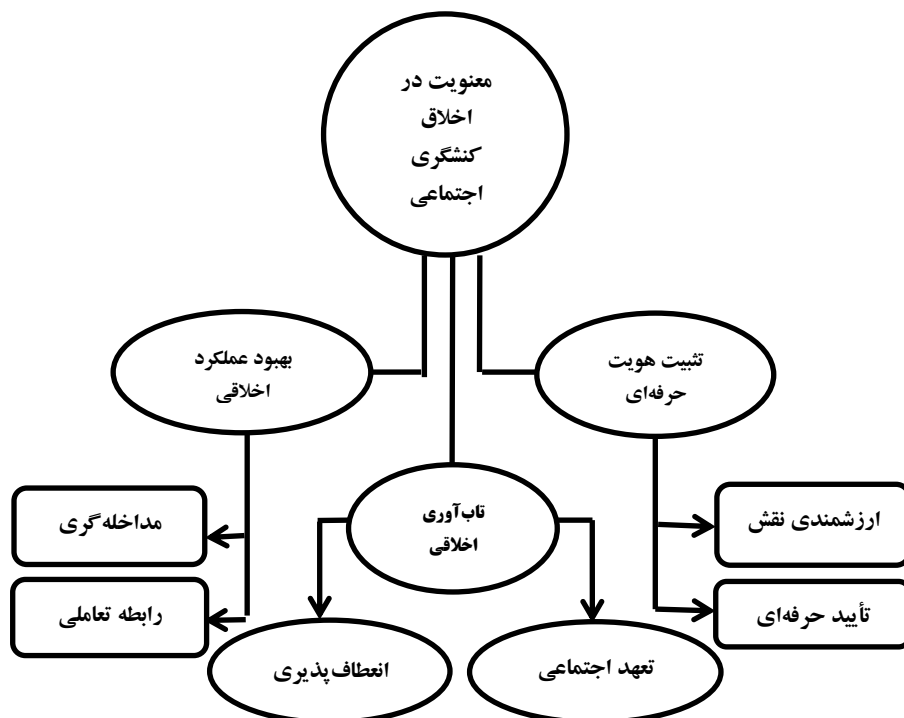 معنویت در
اخلاق
کنشگری
اجتماعی
تثبیت هویت
حرفه‌ای
بهبود عملکرد
اخلاقی
تاب‌آوری
اخلاقی
ارزشمندی نقش
تأیید حرفه‌ای
مداخله‌گری
رابطه تعاملی
تعهد اجتماعی
انعطاف‌پذیری